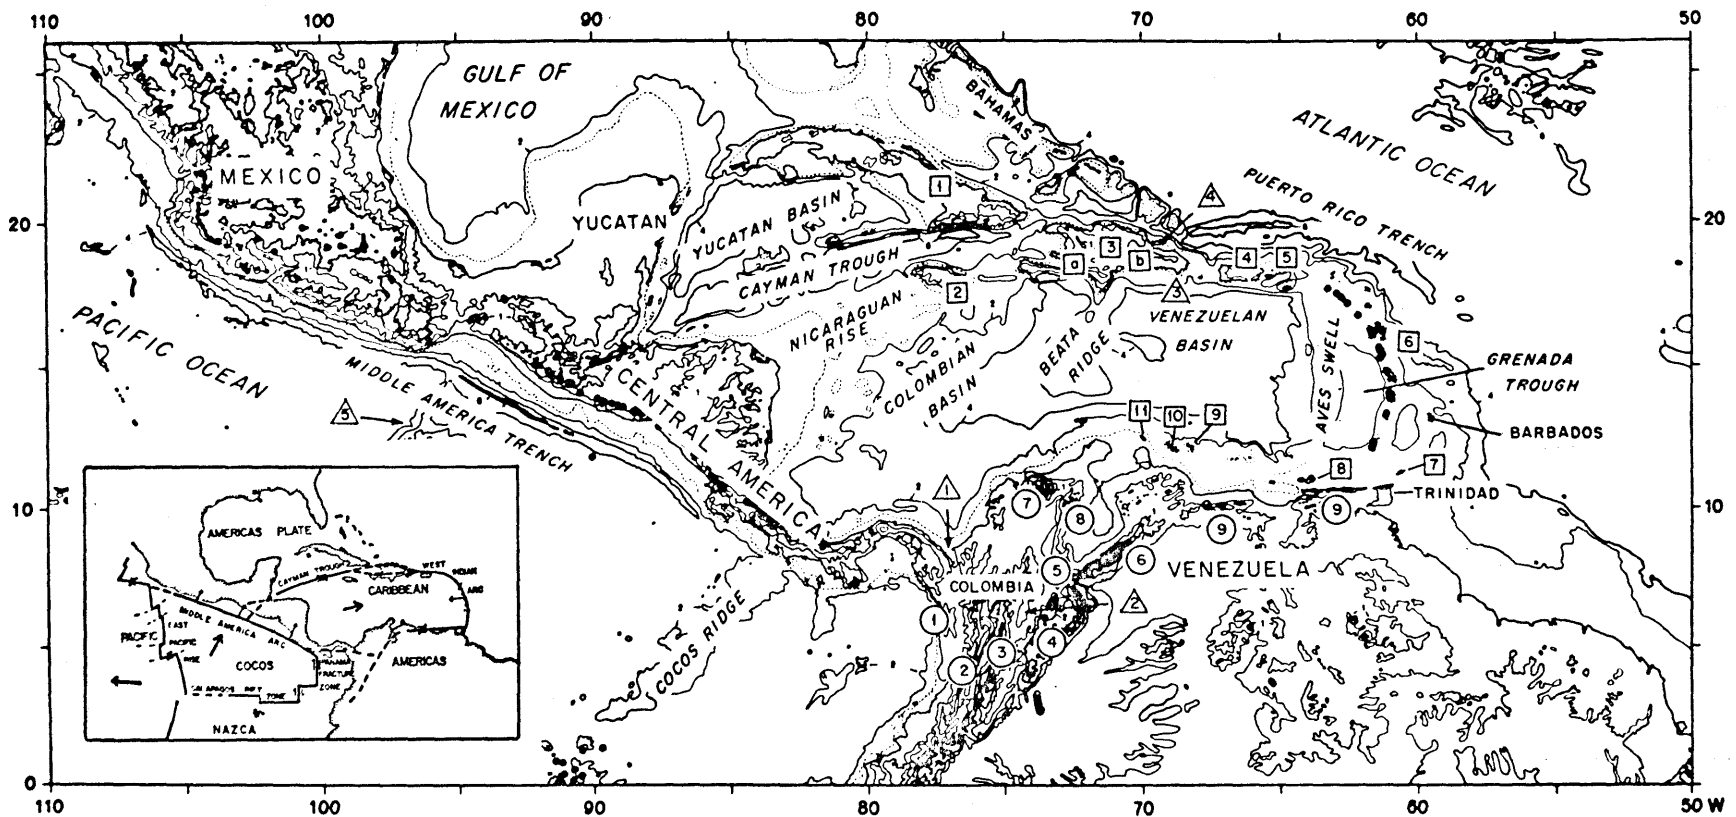 110
100
80
70
60
50
GULF OF
MEXICO
BAHAMAS
ATLANTIC OCEAN
MEXICO
1
4
PUERTO RICO TRENCH
20
YUCATAN
YUCATAN BASIN
20
CAYMAN TROUGH
3
a
b
4
5
2
3
PACIFIC OCEAN
NICARAGUAN
RISE
VENEZUELAN
BASIN
BEATA
RIDGE
COLOMBIAN
BASIN
AVES SWELL
6
GRENADA
TROUGH
MIDDLE AMERICA TRENCH
CENTRAL AMERICA
5
11
10
9
BARBADOS
8
7
TRINIDAD
10
1
7
8
9
9
10
5
6
VENEZUELA
COLOMBIA
2
1
2
3
4
COCOS RIDGE
AMERICAS PLATE
CAYMAN TROUGH
WEST
INDIAN
ARC
CARIBBEAN
MIDDLE AMERICA ARC
PACIFIC
EAST
PACIFIC
RISE
COCOS
PANAMA
FRACTURE
ZONE
AMERICAS
GALAPAGOS RIFT
ZONE
NAZCA
0
0
110
100
90
80
70
60
50 W